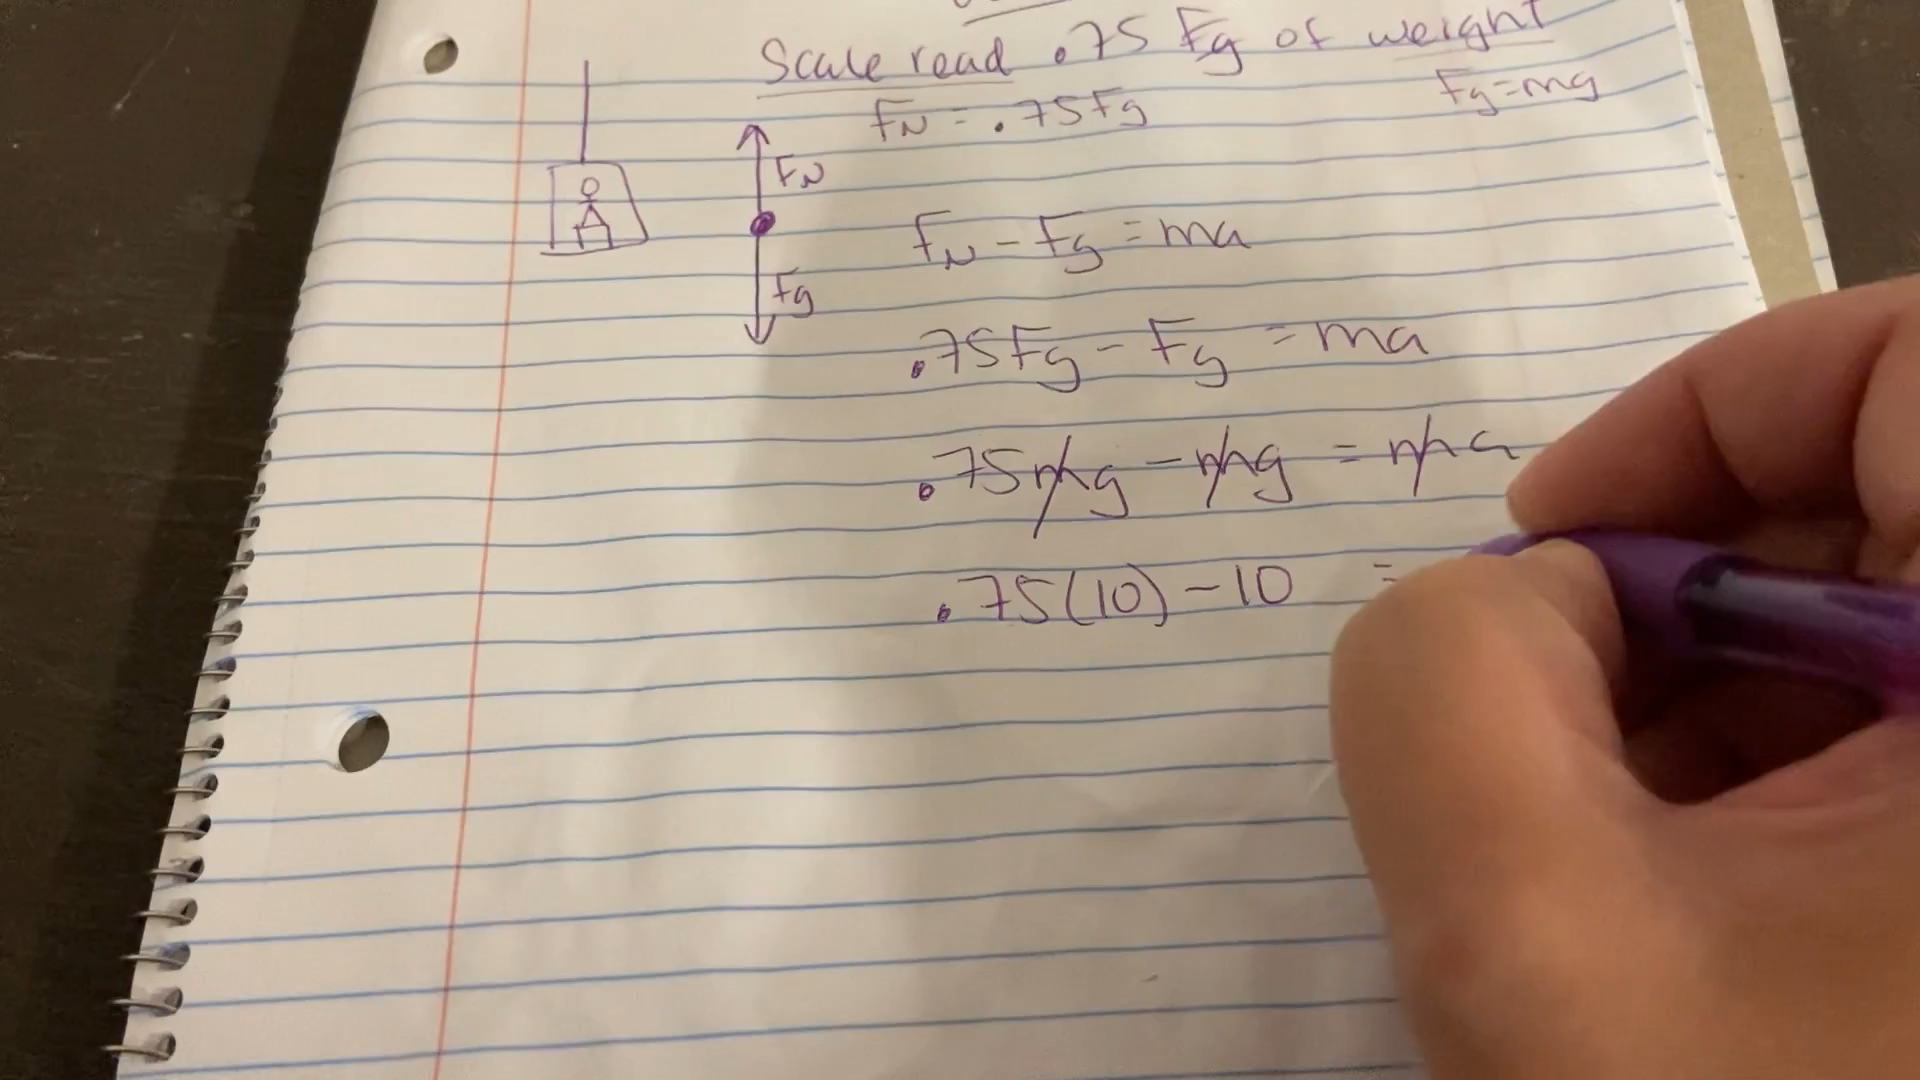 Scale read .75 Fg of weight
Fg=mg
FN = .75Fg
FN
Fg
FN - Fg = ma
.75Fg - Fg = ma
.75mg - mg = ma
.75(10) - 10 =